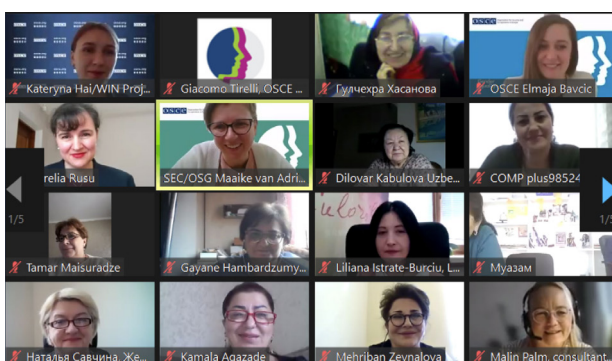 Kateryna Hai/WIN Proj...
Giacomo Tirelli, OSCE ...
Гулчехра Хасанова
OSCE Elmaja Bavcic
relia Rusu
SEC/OSG Maaike van Adri...
Dilovar Kabulova Uzbe...
COMP plus98524
1/5
1/5
Tamar Maisuradze
Gayane Hambardzumy...
Liliana Istrate-Burciu, L...
Муазам
Наталья Савчина, Же...
Kamala Agazade
Mehriban Zeynalova
Malin Palm, consultant...